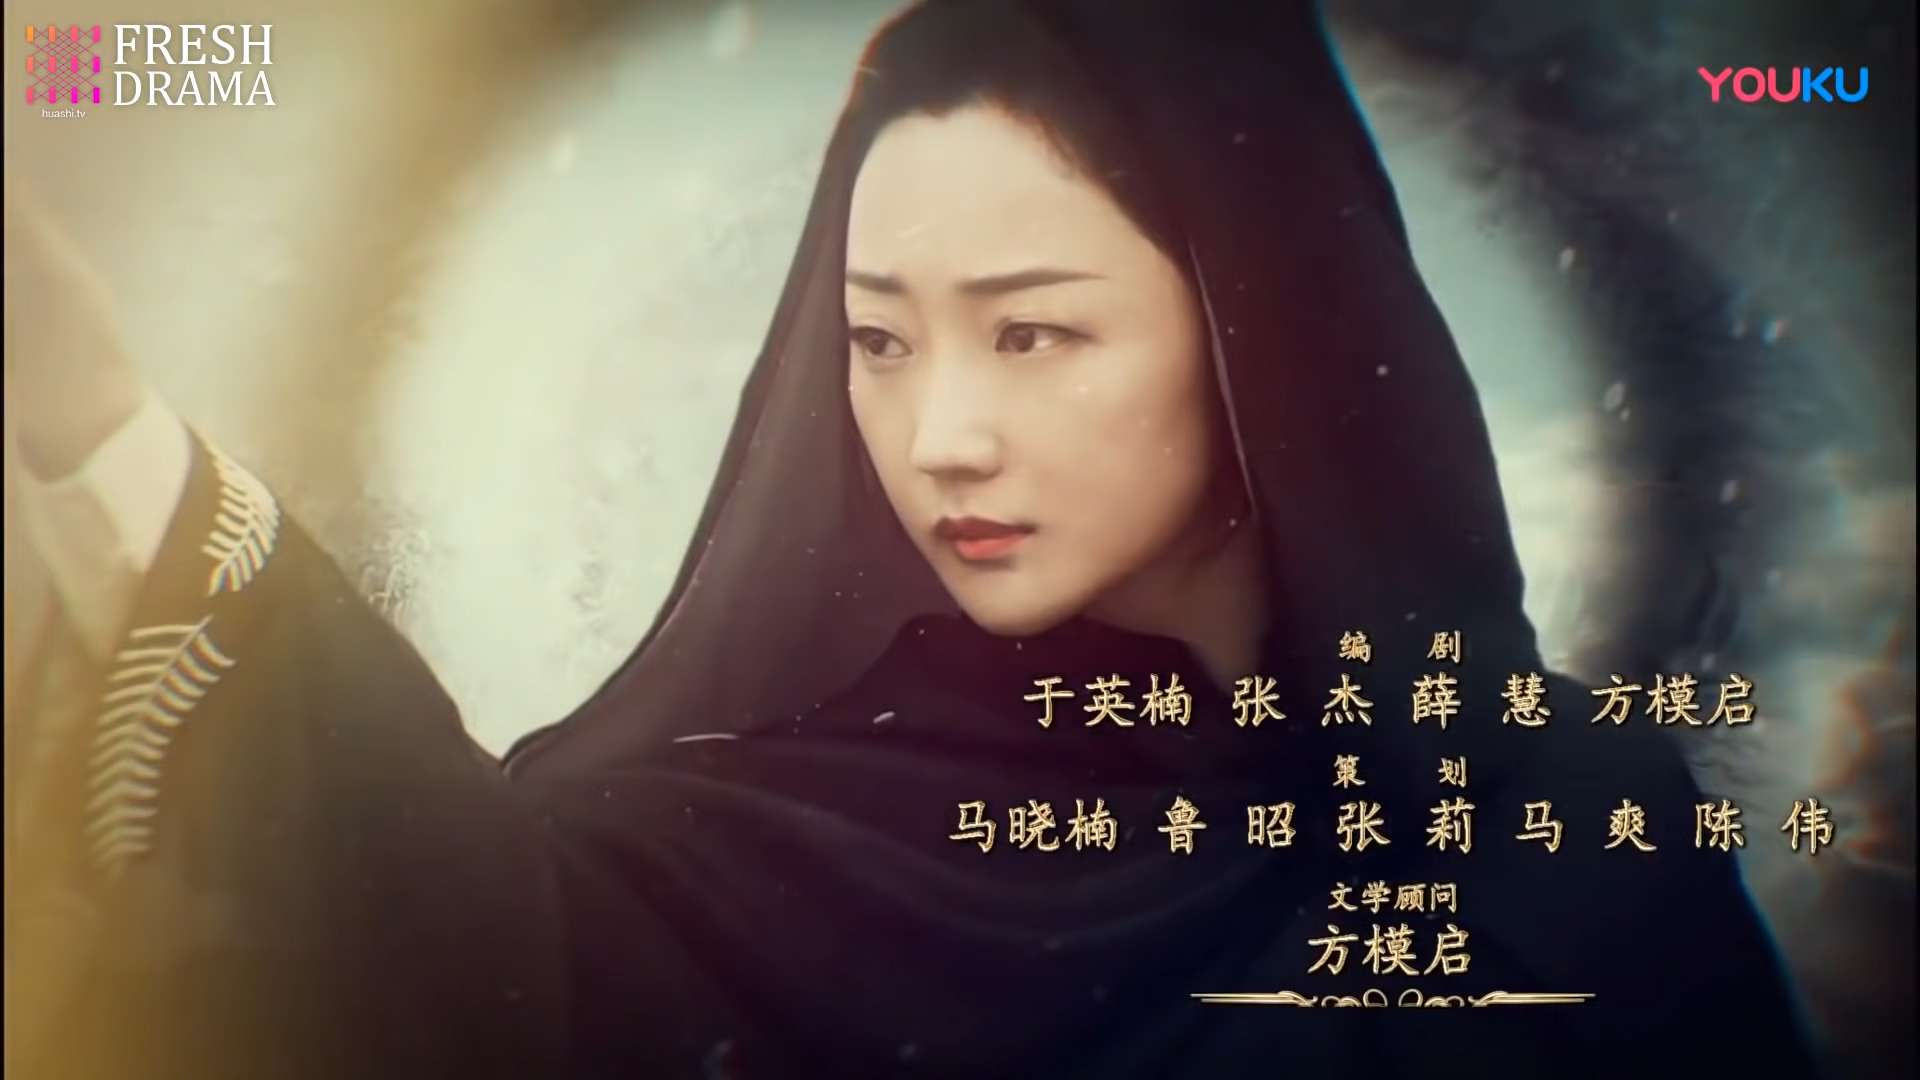 FRESH
DRAMA
huashi.tv
YOUKU
编 剧
于英楠 张 杰 薛 慧 方模启
策 划
马晓楠 鲁 昭 张 莉 马 爽 陈 伟
文学顾问
方模启